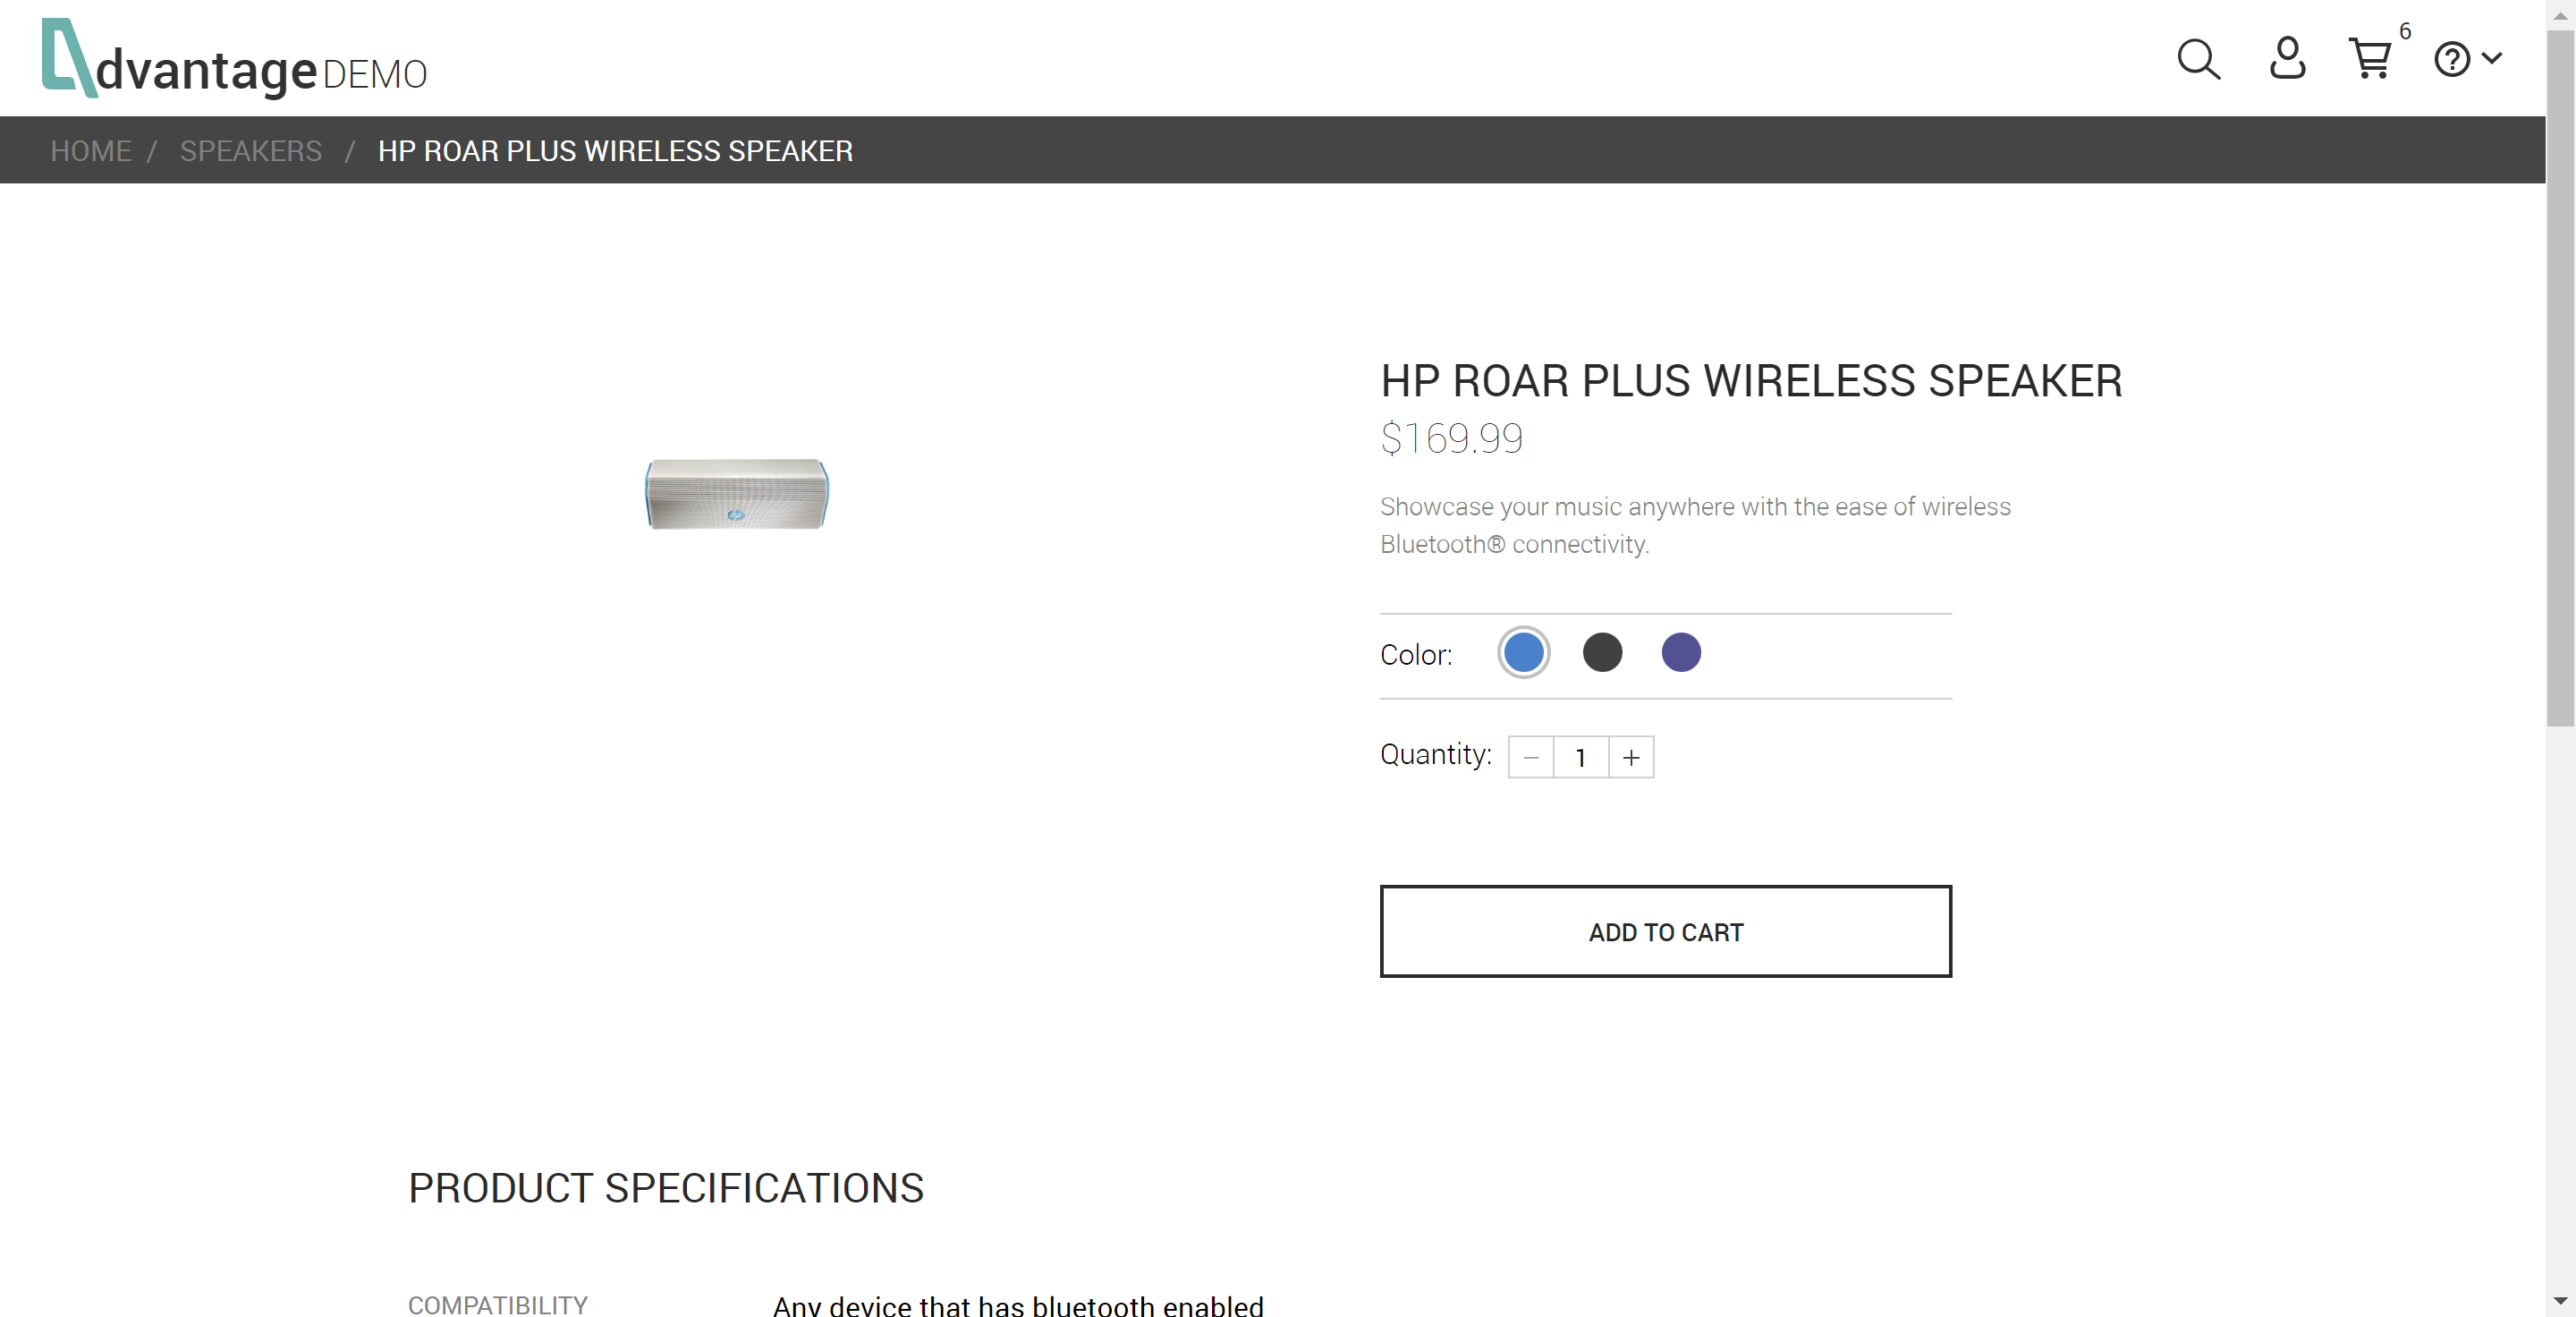 dvantage DEMO
6
HOME / SPEAKERS / HP ROAR PLUS WIRELESS SPEAKER
HP ROAR PLUS WIRELESS SPEAKER
$169.99
Showcase your music anywhere with the ease of wireless
Bluetooth® connectivity.
Color:
Quantity: − 1 +
ADD TO CART
PRODUCT SPECIFICATIONS
COMPATIBILITY Any device that has bluetooth enabled